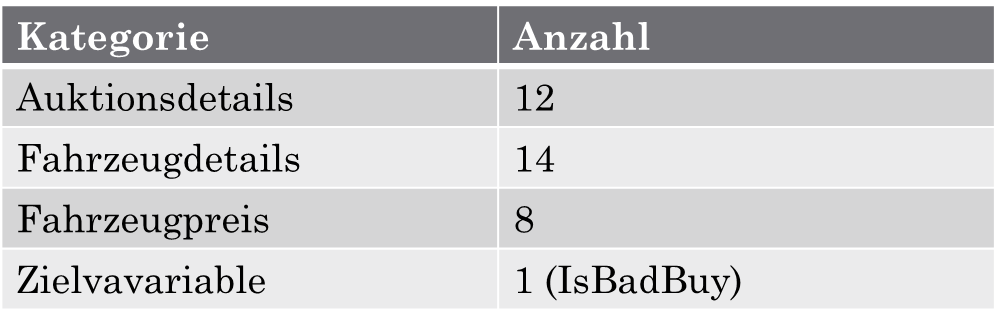 Kategorie Anzahl
Auktionsdetails 12
Fahrzeugdetails 14
Fahrzeugpreis 8
Zielvavariable 1 (IsBadBuy)